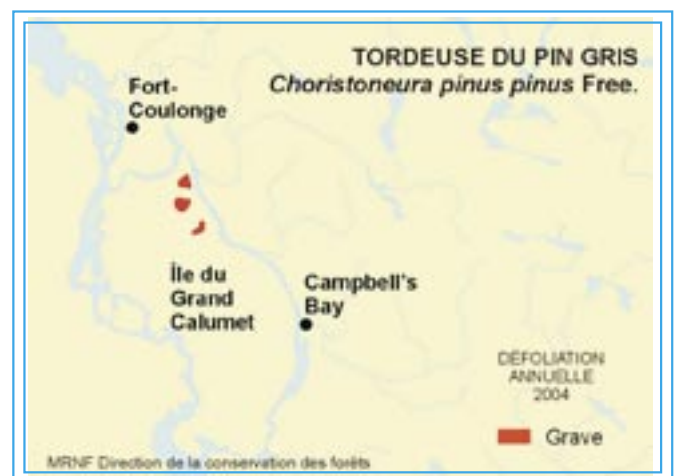 TORDEUSE DU PIN GRIS
Choristoneura pinus pinus Free.
Fort-
Coulonge
Île du
Grand
Calumet
Campbell's
Bay
DÉFOLIATION
ANNUELLE
2004
Grave
MRNF Direction de la conservation des forêts